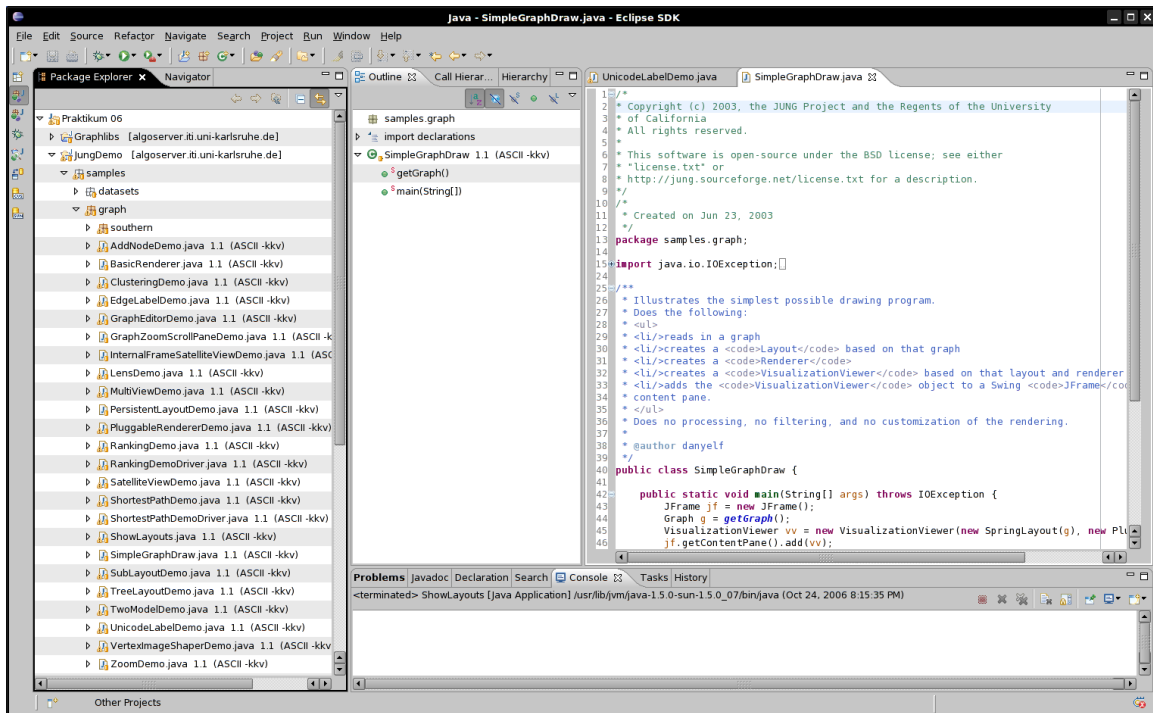 Java - SimpleGraphDraw.java - Eclipse SDK
File Edit Source Refactor Navigate Search Project Run Window Help
Package Explorer Navigator
Praktikum 06
Graphlibs [algoserver.iti.uni-karlsruhe.de]
JungDemo [algoserver.iti.uni-karlsruhe.de]
samples
datasets
graph
southern
AddNodeDemo.java 1.1 (ASCII -kkv)
BasicRenderer.java 1.1 (ASCII -kkv)
ClusteringDemo.java 1.1 (ASCII -kkv)
EdgeLabelDemo.java 1.1 (ASCII -kkv)
GraphEditorDemo.java 1.1 (ASCII -kkv)
GraphZoomScrollPaneDemo.java 1.1 (ASCII -k
InternalFrameSatelliteViewDemo.java 1.1 (ASC
LensDemo.java 1.1 (ASCII -kkv)
MultiViewDemo.java 1.1 (ASCII -kkv)
PersistentLayoutDemo.java 1.1 (ASCII -kkv)
PluggableRendererDemo.java 1.1 (ASCII -kkv)
RankingDemo.java 1.1 (ASCII -kkv)
RankingDemoDriver.java 1.1 (ASCII -kkv)
SatelliteViewDemo.java 1.1 (ASCII -kkv)
ShortestPathDemo.java 1.1 (ASCII -kkv)
ShortestPathDemoDriver.java 1.1 (ASCII -kkv)
ShowLayouts.java 1.1 (ASCII -kkv)
SimpleGraphDraw.java 1.1 (ASCII -kkv)
SubLayoutDemo.java 1.1 (ASCII -kkv)
TreeLayoutDemo.java 1.1 (ASCII -kkv)
TwoModelDemo.java 1.1 (ASCII -kkv)
UnicodeLabelDemo.java 1.1 (ASCII -kkv)
VertexImageShaperDemo.java 1.1 (ASCII -kkv
ZoomDemo.java 1.1 (ASCII -kkv)
Outline Call Hierar... Hierarchy
samples.graph
import declarations
SimpleGraphDraw 1.1 (ASCII -kkv)
getGraph()
main(String[])
UnicodeLabelDemo.java SimpleGraphDraw.java
1 /*
2 * Copyright (c) 2003, the JUNG Project and the Regents of the University
3 * of California
4 * All rights reserved.
5 *
6 * This software is open-source under the BSD license; see either
7 * "license.txt" or
8 * http://jung.sourceforge.net/license.txt for a description.
9 */
10 /*
11 * Created on Jun 23, 2003
12 */
13 package samples.graph;
14
15 import java.io.IOException;
24
25 /**
26 * Illustrates the simplest possible drawing program.
27 * Does the following:
28 * <ul>
29 * <li/>reads in a graph
30 * <li/>creates a <code>Layout</code> based on that graph
31 * <li/>creates a <code>Renderer</code>
32 * <li/>creates a <code>VisualizationViewer</code> based on that layout and renderer
33 * <li/>adds the <code>VisualizationViewer</code> object to a Swing <code>JFrame</cod
34 * content pane.
35 * </ul>
36 * Does no processing, no filtering, and no customization of the rendering.
37 *
38 * @author danyelf
39 */
40 public class SimpleGraphDraw {
41
42 public static void main(String[] args) throws IOException {
43 JFrame jf = new JFrame();
44 Graph g = getGraph();
45 VisualizationViewer vv = new VisualizationViewer(new SpringLayout(g), new Plu
46 jf.getContentPane().add(vv);
Problems Javadoc Declaration Search Console Tasks History
<terminated> ShowLayouts [Java Application] /usr/lib/jvm/java-1.5.0-sun-1.5.0_07/bin/java (Oct 24, 2006 8:15:35 PM)
Other Projects